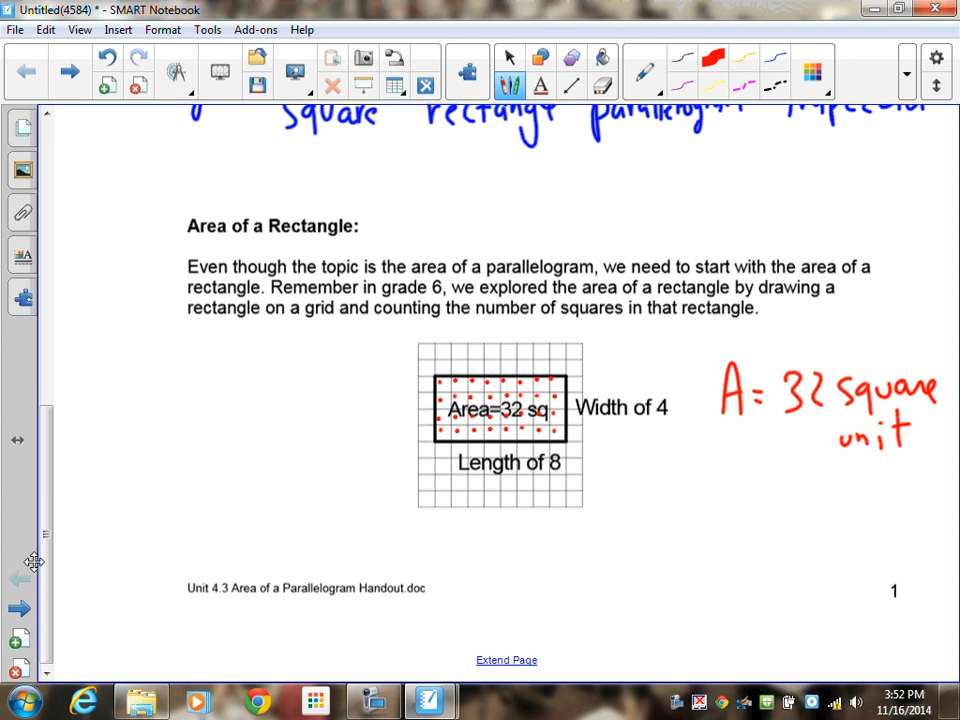 Untitled(4584) * - SMART Notebook
File Edit View Insert Format Tools Add-ons Help
square rectangle parallelogram
Area of a Rectangle:
Even though the topic is the area of a parallelogram, we need to start with the area of a
rectangle. Remember in grade 6, we explored the area of a rectangle by drawing a
rectangle on a grid and counting the number of squares in that rectangle.
Area=32 sq
Width of 4
Length of 8
A = 32 square
unit
Unit 4.3 Area of a Parallelogram Handout.doc
1
Extend Page
3:52 PM
11/16/2014